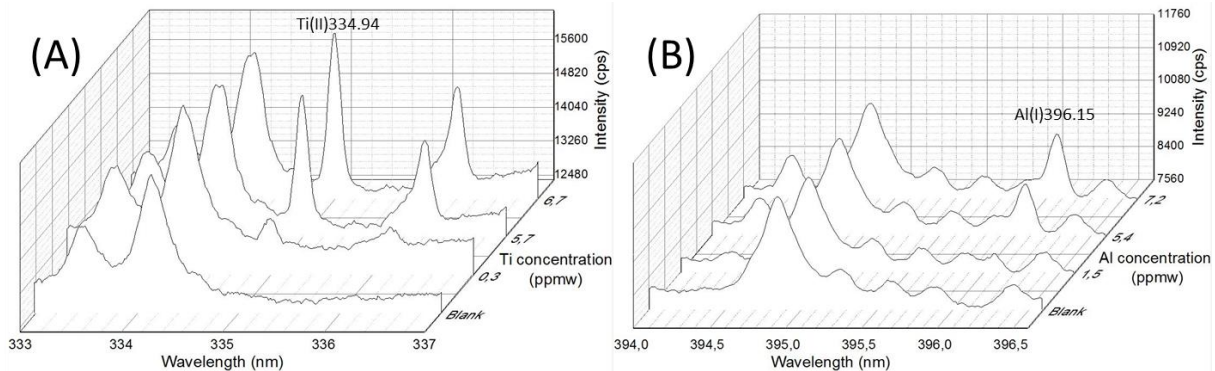 (A)
Ti(II)334.94
15600
14820
14040
13260
12480
Intensity (cps)
6,7
5,7
0,3
Blank
Ti concentration
(ppmw)
333
334
335
336
337
Wavelength (nm)
(B)
Al(I)396.15
11760
10920
10080
9240
8400
7560
Intensity (cps)
7,2
5,4
1,5
Blank
Al concentration
(ppmw)
394,0
394,5
395,0
395,5
396,0
396,5
Wavelength (nm)